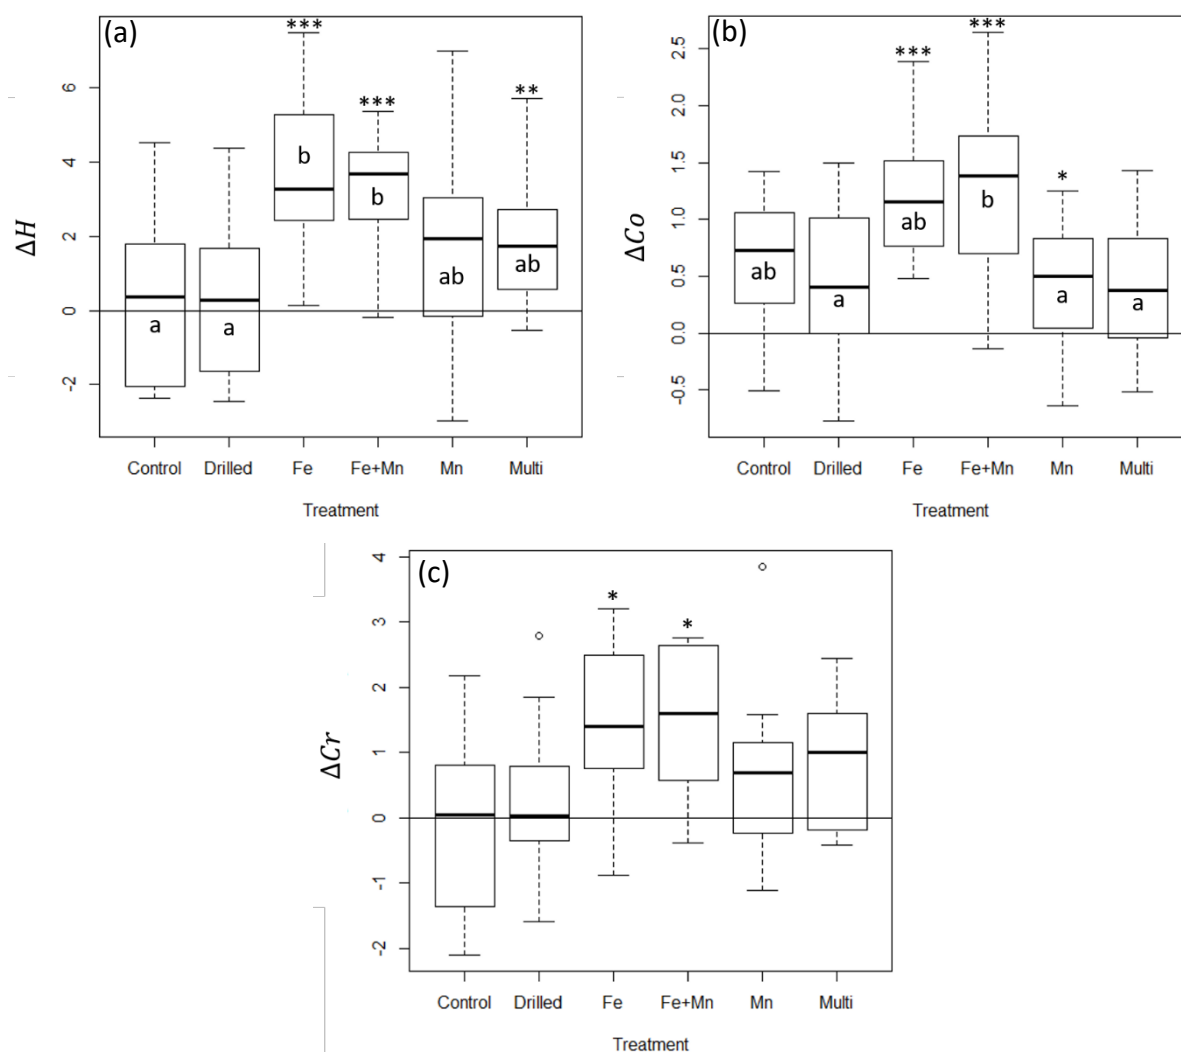 (a)
*** *** **
6
4
2
0
-2
ΔH
b b
ab ab
a a
Control Drilled Fe Fe+Mn Mn Multi
Treatment
(b)
*** *** *
2.5
2.0
1.5
1.0
0.5
0.0
-0.5
ΔCo
ab a ab b a a
Control Drilled Fe Fe+Mn Mn Multi
Treatment
(c)
* *
4
3
2
1
0
-1
-2
ΔCr
Control Drilled Fe Fe+Mn Mn Multi
Treatment